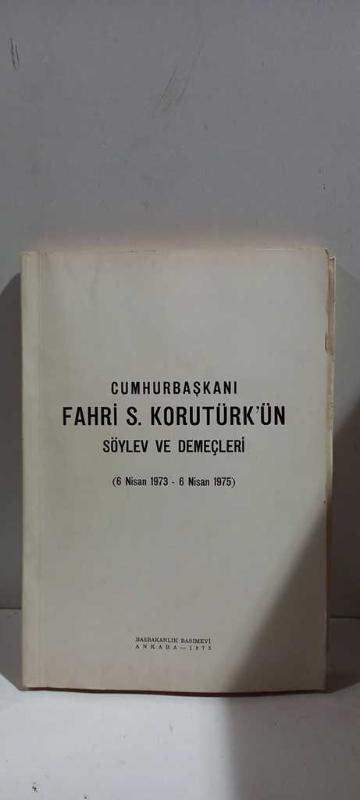 CUMHURBAŞKANI
FAHRİ S. KORUTÜRK'ÜN
SÖYLEV VE DEMEÇLERİ
(6 Nisan 1973 - 6 Nisan 1975)
BAŞBAKANLIK BASIMEVİ
ANKARA — 1975